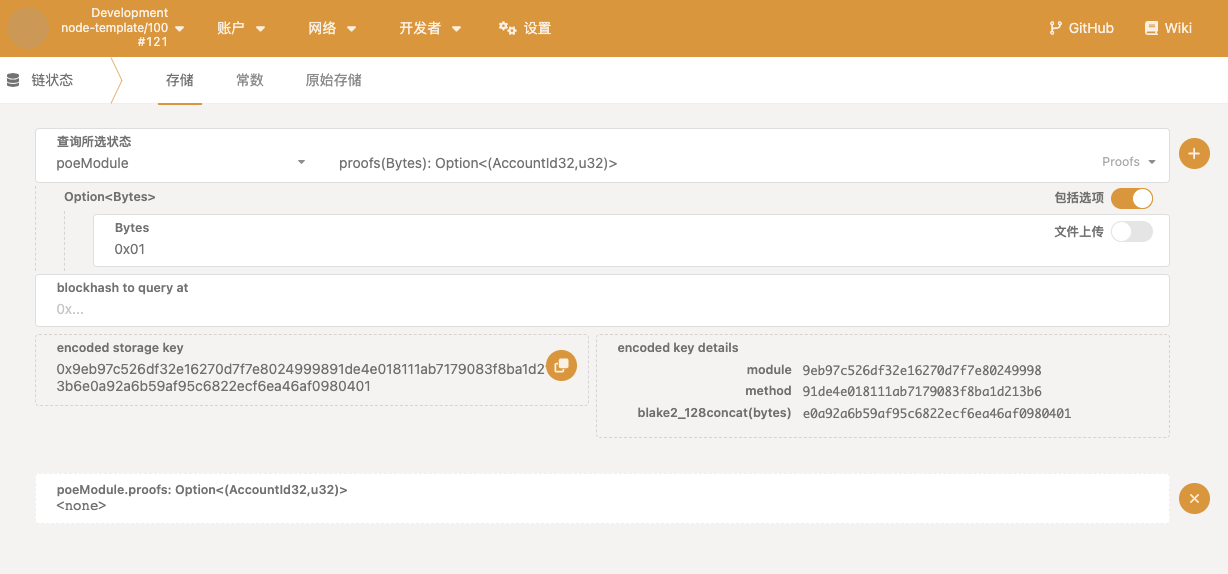 Development
node-template/100
#121
账户
网络
开发者
设置
GitHub
Wiki
链状态
存储
常数
原始存储
查询所选状态
poeModule
proofs(Bytes): Option<(AccountId32,u32)>
Proofs
Option<Bytes>
包括选项
Bytes
0x01
文件上传
blockhash to query at
0x...
encoded storage key
0x9eb97c526df32e16270d7f7e8024999891de4e018111ab7179083f8ba1d2
3b6e0a92a6b59af95c6822ecf6ea46af0980401
encoded key details
module 9eb97c526df32e16270d7f7e80249998
method 91de4e018111ab7179083f8ba1d213b6
blake2_128concat(bytes) e0a92a6b59af95c6822ecf6ea46af0980401
poeModule.proofs: Option<(AccountId32,u32)>
<none>